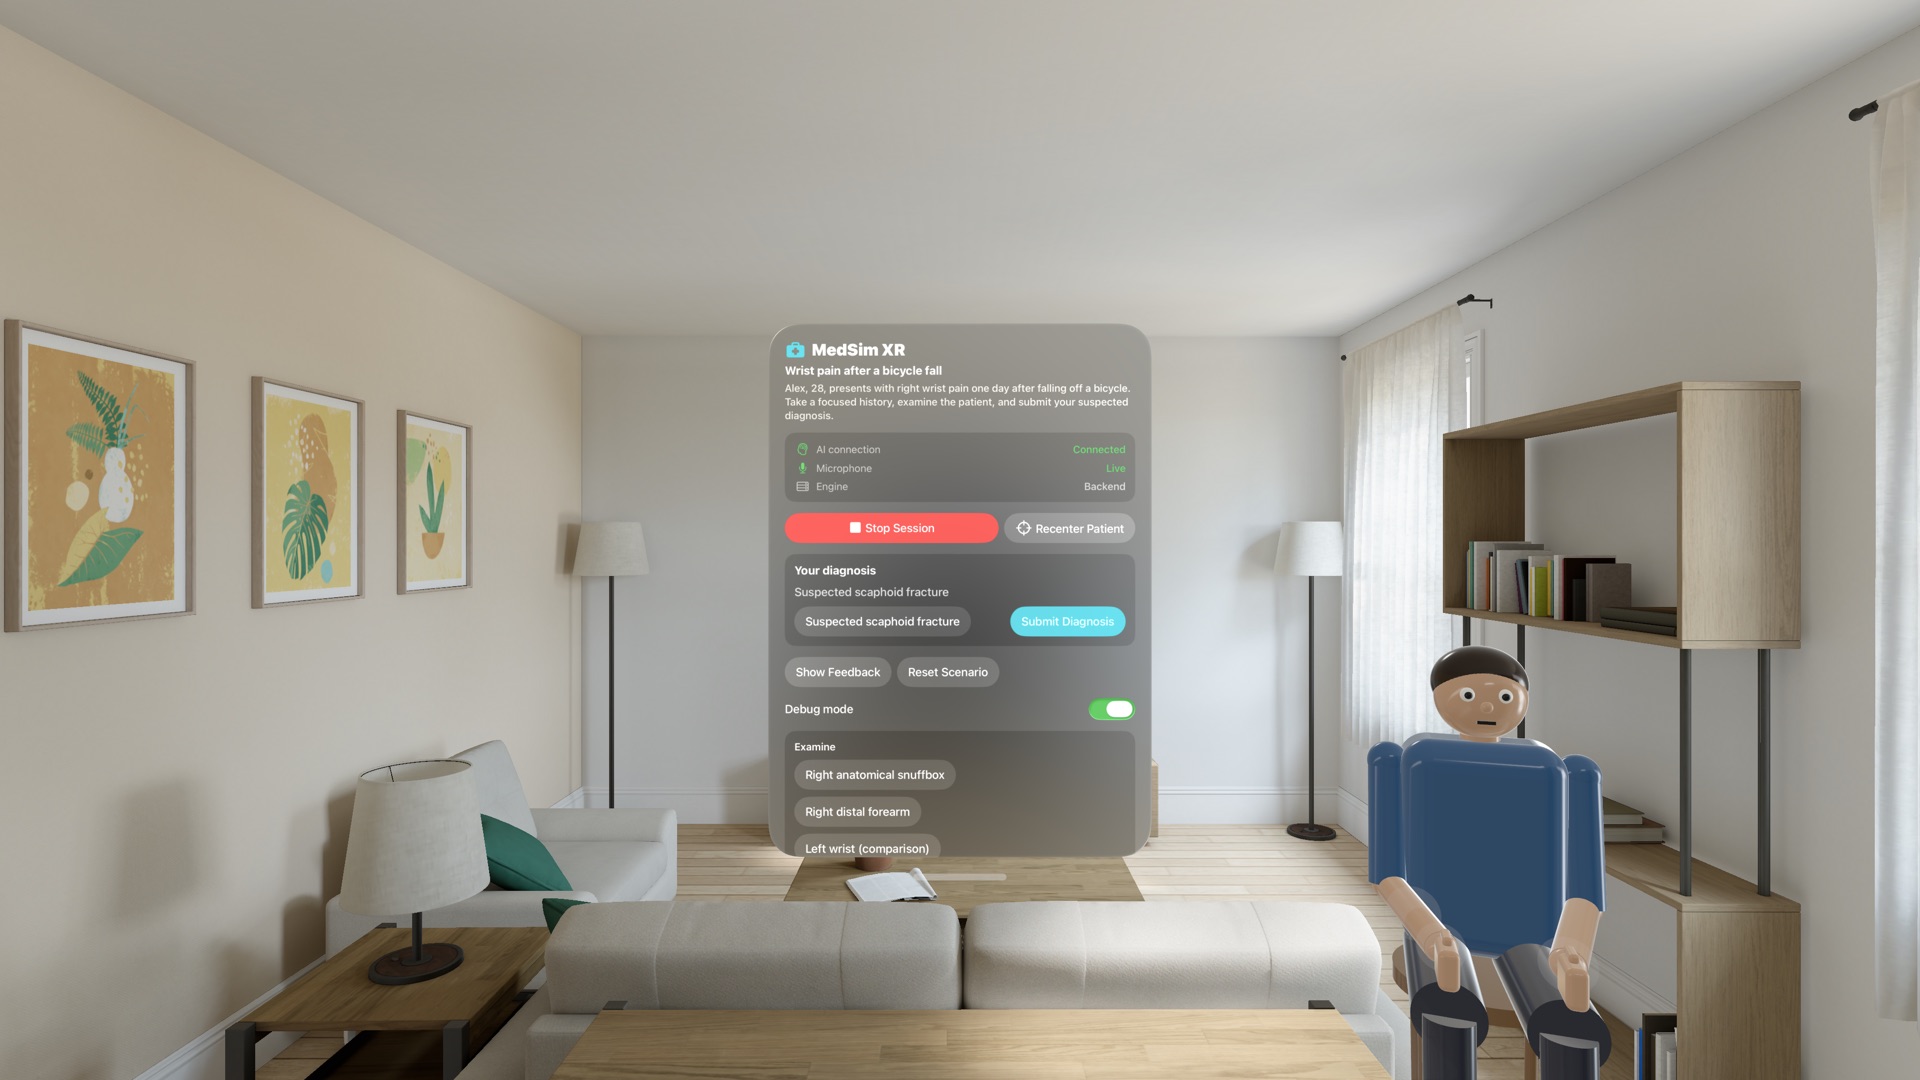 MedSim XR
Wrist pain after a bicycle fall
Alex, 28, presents with right wrist pain one day after falling off a bicycle.
Take a focused history, examine the patient, and submit your suspected
diagnosis.
AI connection Connected
Microphone Live
Engine Backend
Stop Session Recenter Patient
Your diagnosis
Suspected scaphoid fracture
Suspected scaphoid fracture Submit Diagnosis
Show Feedback Reset Scenario
Debug mode
Examine
Right anatomical snuffbox
Right distal forearm
Left wrist (comparison)